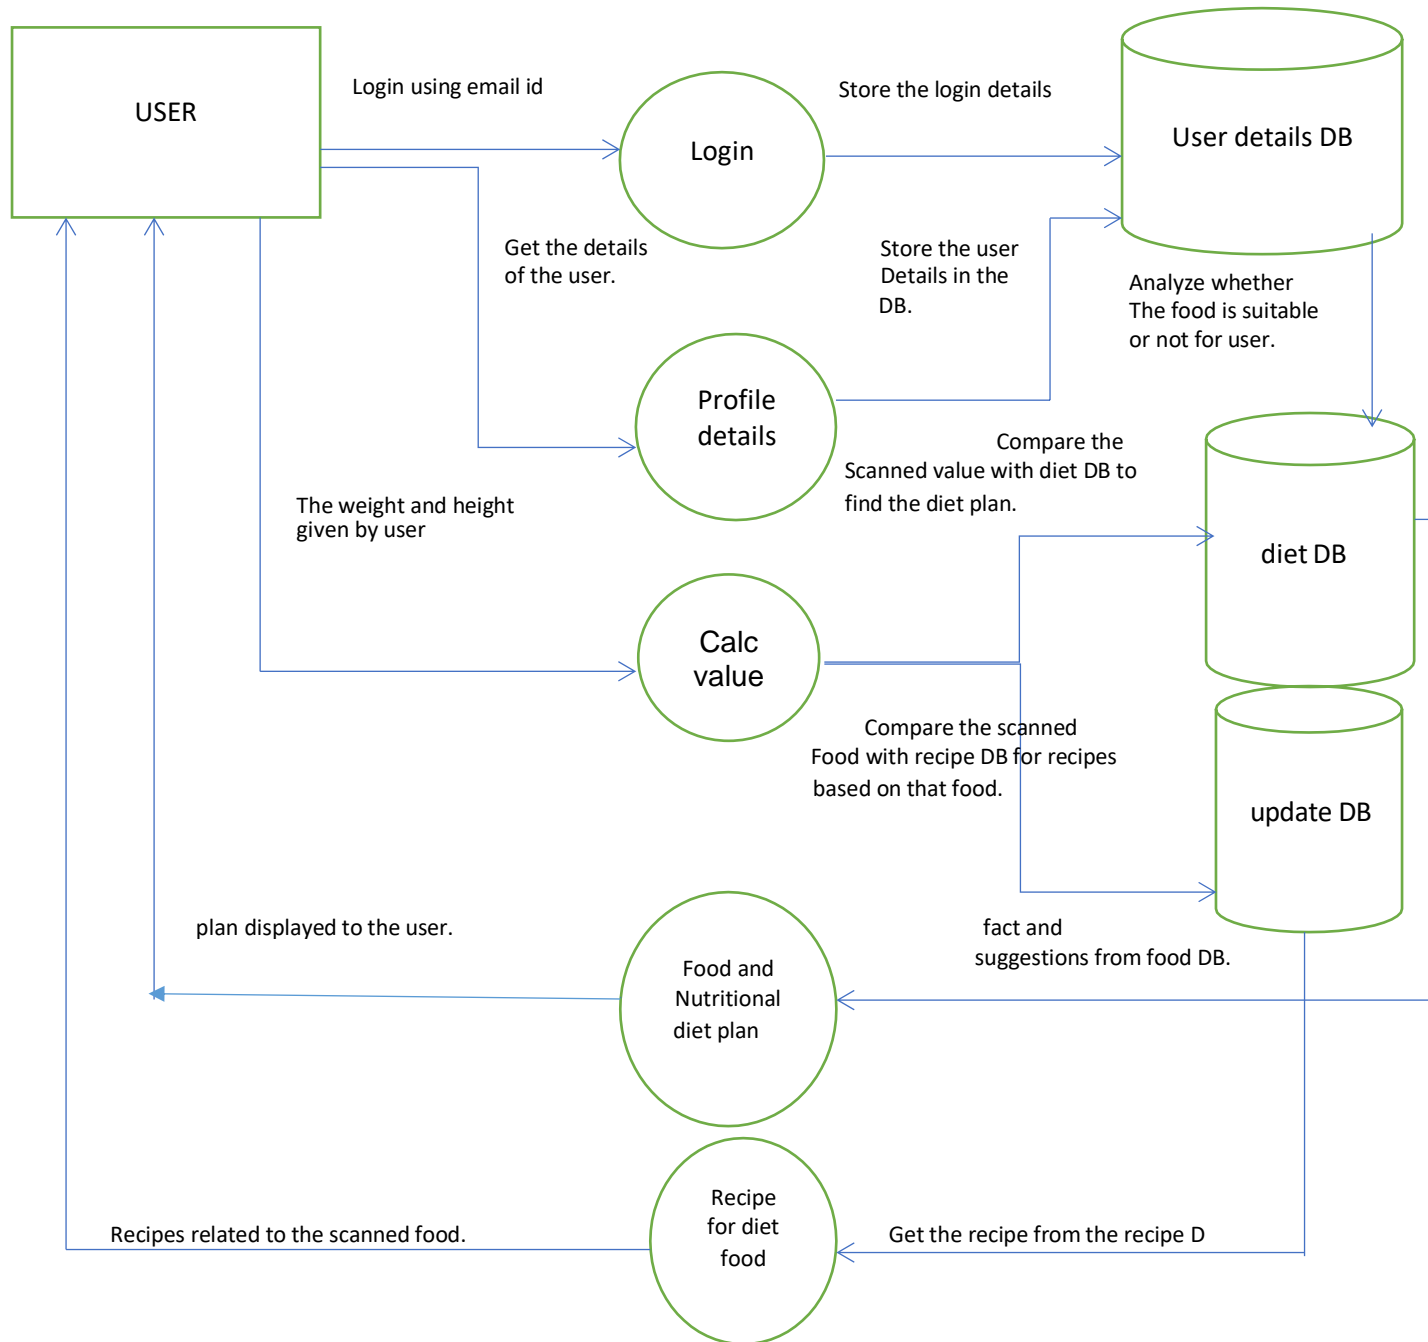 USER
Login using email id
Login
Store the login details
User details DB
Get the details
of the user.
Store the user
Details in the
DB.
Analyze whether
The food is suitable
or not for user.
Profile
details
Compare the
Scanned value with diet DB to
find the diet plan.
The weight and height
given by user
diet DB
Calc
value
Compare the scanned
Food with recipe DB for recipes
based on that food.
update DB
plan displayed to the user.
Food and
Nutritional
diet plan
fact and
suggestions from food DB.
Recipe
for diet
food
Recipes related to the scanned food.
Get the recipe from the recipe D